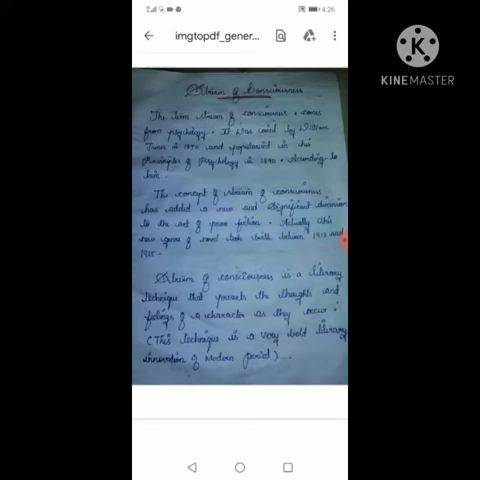 4:26
imgtopdf_gener...
KINEMASTER
Stream of Consciousness
The term stream of consciousness comes
from psychology. It was coined by William
James in 1890 and popularized in his
Principles of Psychology in 1890. According to
him -
The concept of stream of consciousness
has added a new and significant dimension
to the art of prose fiction. Actually this
new genre of novel took birth between 1913 and
1915.
Stream of consciousness is a literary
technique that presents the thoughts and
feelings of a character as they occur.
(This technique is a very bold literary
innovation of Modern period)...